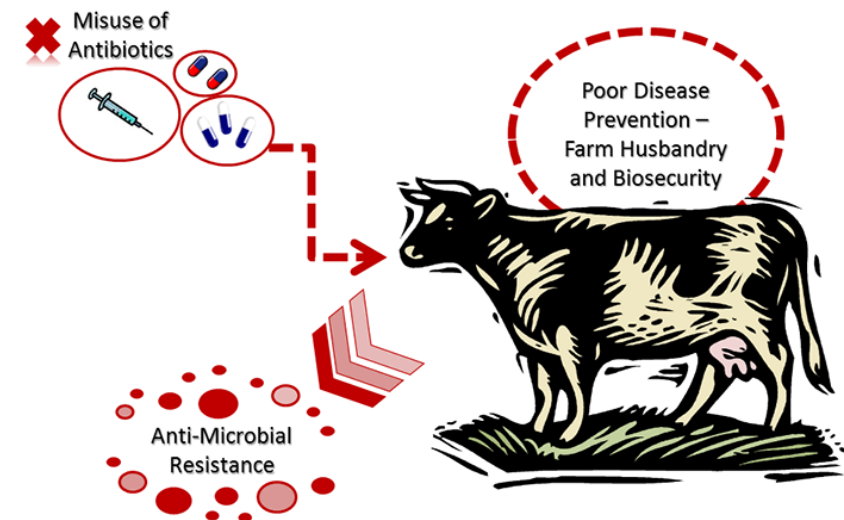 Misuse of
Antibiotics
Poor Disease
Prevention –
Farm Husbandry
and Biosecurity
Anti-Microbial
Resistance